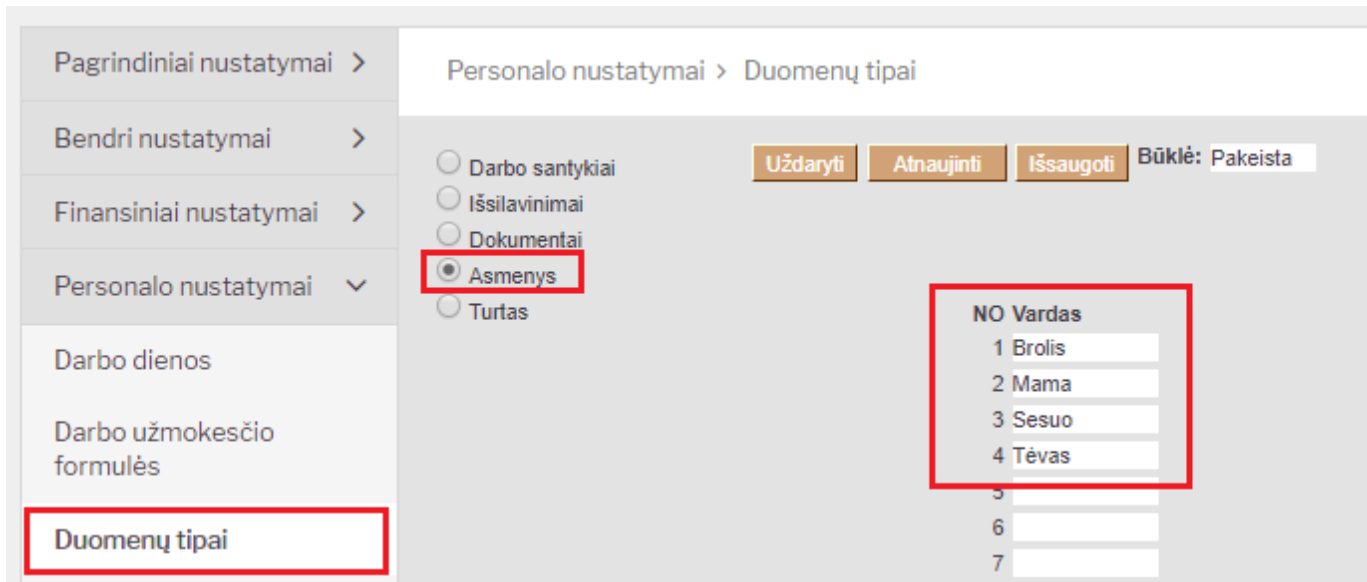 Pagrindiniai nustatymai
Bendri nustatymai
Finansiniai nustatymai
Personalo nustatymai
Darbo dienos
Darbo užmokesčio
formulės
Duomenų tipai
Personalo nustatymai > Duomenų tipai
Darbo santykiai
Išsilavinimai
Dokumentai
Asmenys
Turtas
Uždaryti Atnaujinti Išsaugoti Būklė: Pakeista
NO Vardas
1 Brolis
2 Mama
3 Sesuo
4 Tėvas
5
6
7